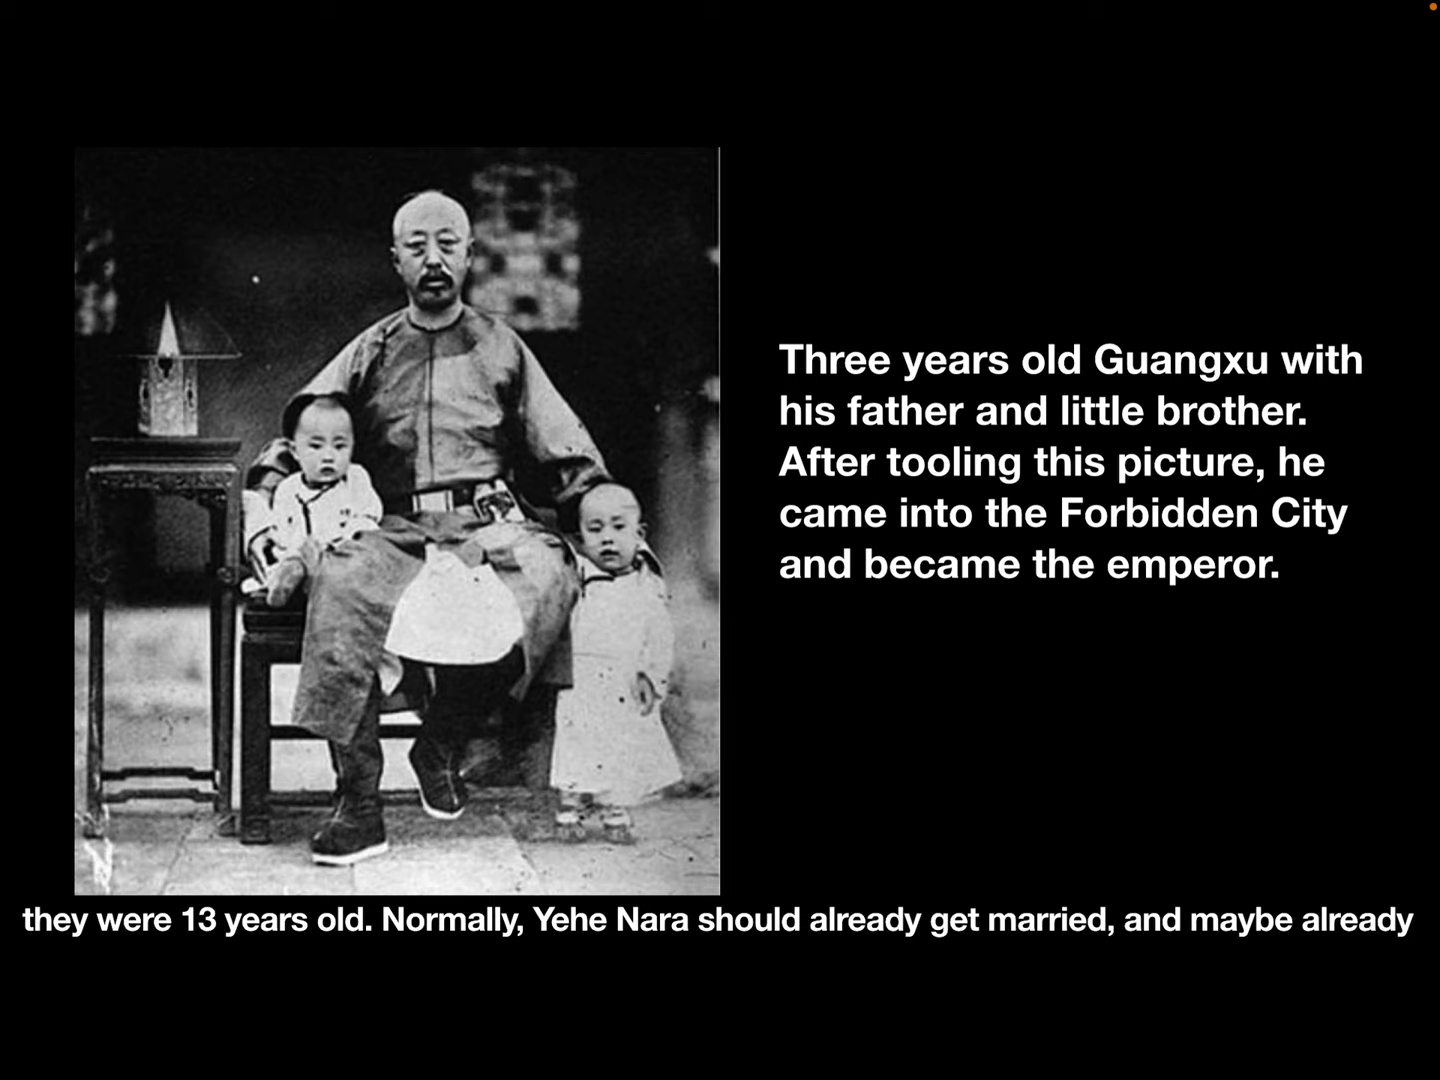 Three years old Guangxu with
his father and little brother.
After tooling this picture, he
came into the Forbidden City
and became the emperor.
they were 13 years old. Normally, Yehe Nara should already get married, and maybe already